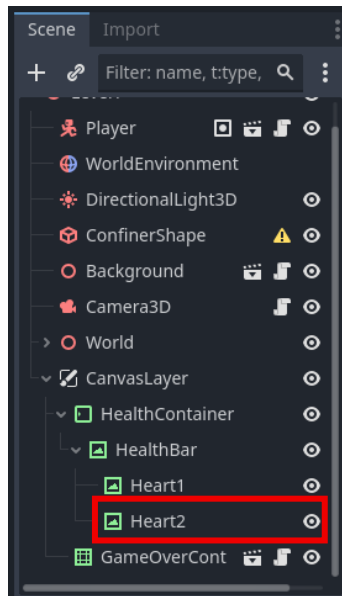 Scene Import
Filter: name, t:type,
Player
WorldEnvironment
DirectionalLight3D
ConfinerShape
Background
Camera3D
World
CanvasLayer
HealthContainer
HealthBar
Heart1
Heart2
GameOverCont